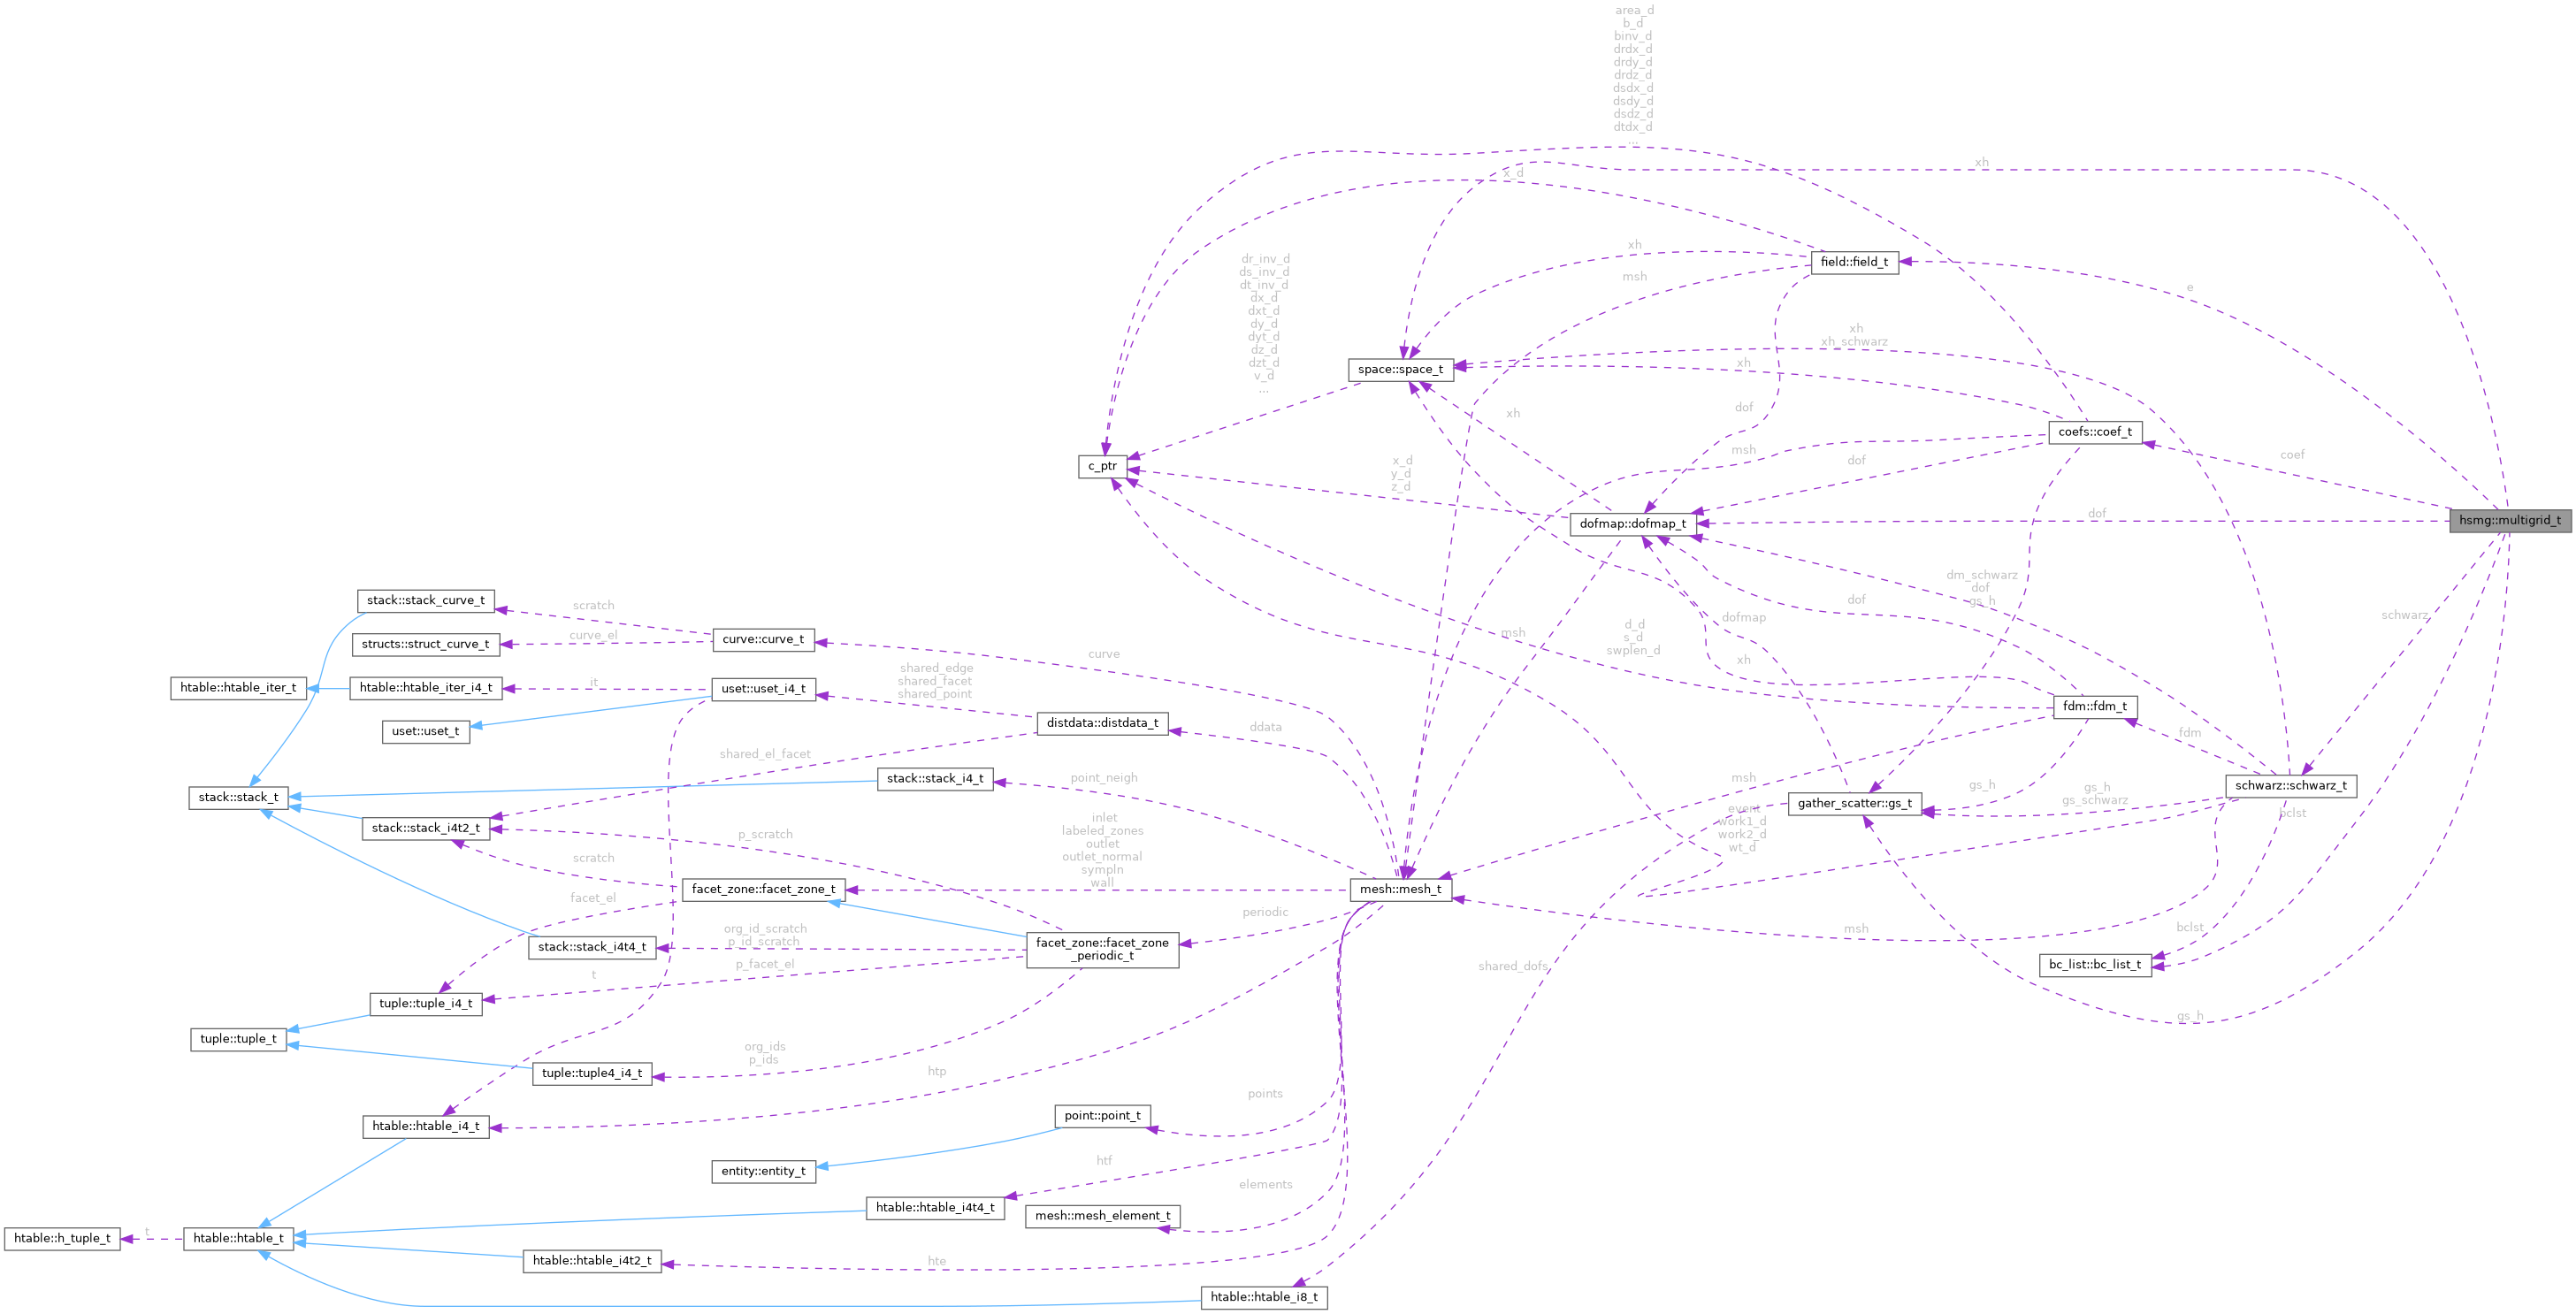 area_d
b_d
binv_d
drdx_d
drdy_d
drdz_d
dsdx_d
dsdy_d
dsdz_d
dtdx_d
...
xh
x_d
xh
field::field_t
msh
e
dr_inv_d
ds_inv_d
dt_inv_d
dx_d
dxt_d
dy_d
dyt_d
dz_d
dzt_d
v_d
...
xh
xh_schwarz
space::space_t
xh
xh
dof
coefs::coef_t
msh
coef
c_ptr
x_d
y_d
z_d
dof
dofmap::dofmap_t
dof
hsmg::multigrid_t
dm_schwarz
dof
gs_h
dof
schwarz
stack::stack_curve_t
scratch
structs::struct_curve_t
curve_el
curve::curve_t
curve
msh
d_d
s_d
swplen_d
dofmap
xh
shared_edge
shared_facet
shared_point
htable::htable_iter_t
htable::htable_iter_i4_t
it
uset::uset_i4_t
uset::uset_t
distdata::distdata_t
ddata
fdm::fdm_t
fdm
shared_el_facet
stack::stack_i4_t
point_neigh
msh
gs_h
gs_h
gs_schwarz
schwarz::schwarz_t
stack::stack_t
stack::stack_i4t2_t
p_scratch
inlet
labeled_zones
outlet
outlet_normal
sympln
wall
event
work1_d
work2_d
wt_d
gather_scatter::gs_t
bclst
scratch
facet_zone::facet_zone_t
mesh::mesh_t
facet_el
periodic
org_id_scratch
p_id_scratch
stack::stack_i4t4_t
facet_zone::facet_zone
_periodic_t
msh
bclst
bc_list::bc_list_t
t
p_facet_el
shared_dofs
tuple::tuple_i4_t
gs_h
tuple::tuple_t
org_ids
p_ids
tuple::tuple4_i4_t
htp
htable::htable_i4_t
points
point::point_t
entity::entity_t
htf
elements
htable::htable_i4t4_t
mesh::mesh_element_t
htable::h_tuple_t
t
htable::htable_t
htable::htable_i4t2_t
hte
htable::htable_i8_t